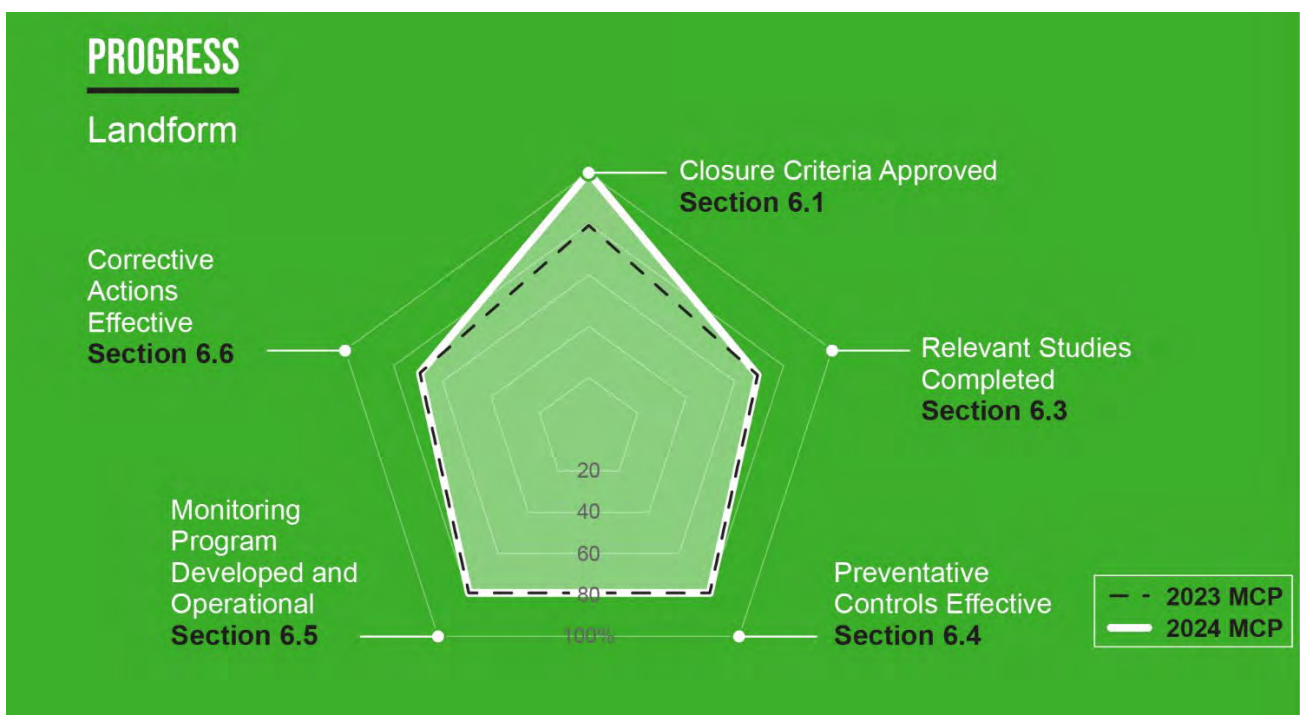 PROGRESS
Landform
Closure Criteria Approved
Section 6.1
Corrective
Actions
Effective
Section 6.6
Relevant Studies
Completed
Section 6.3
20
40
60
80
100%
Monitoring
Program
Developed and
Operational
Section 6.5
Preventative
Controls Effective
Section 6.4
2023 MCP
2024 MCP